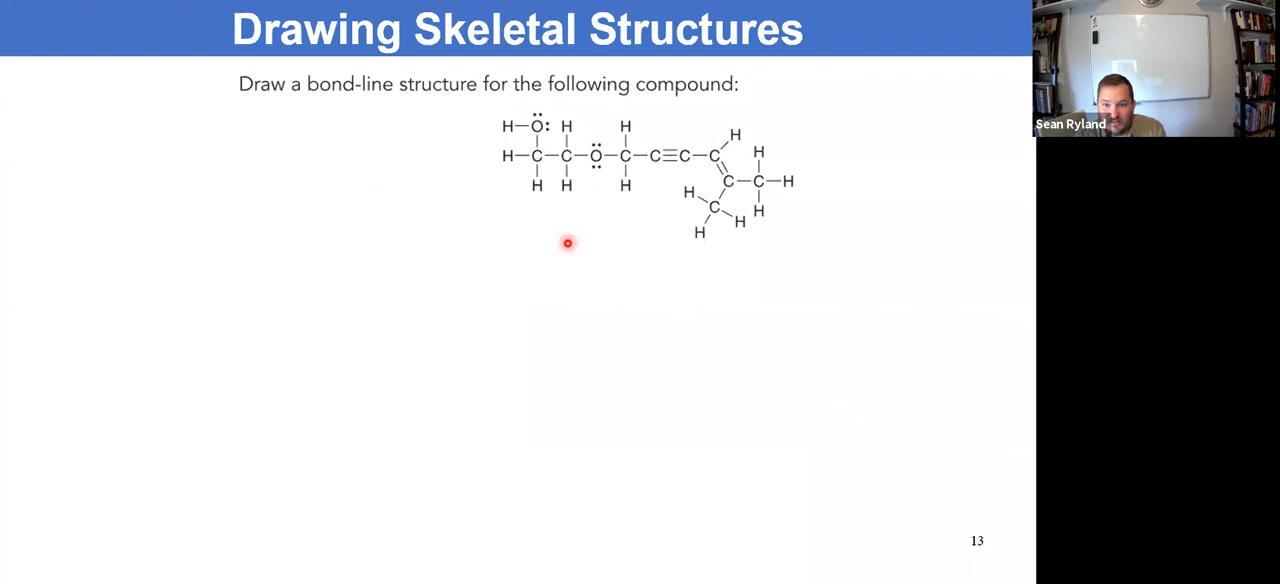 Drawing Skeletal Structures
Draw a bond-line structure for the following compound:
H–Ö: H H H
H–C–C–Ö–C–C≡C–C H
H H H H C–C–H
C H
H H
Sean Ryland
13